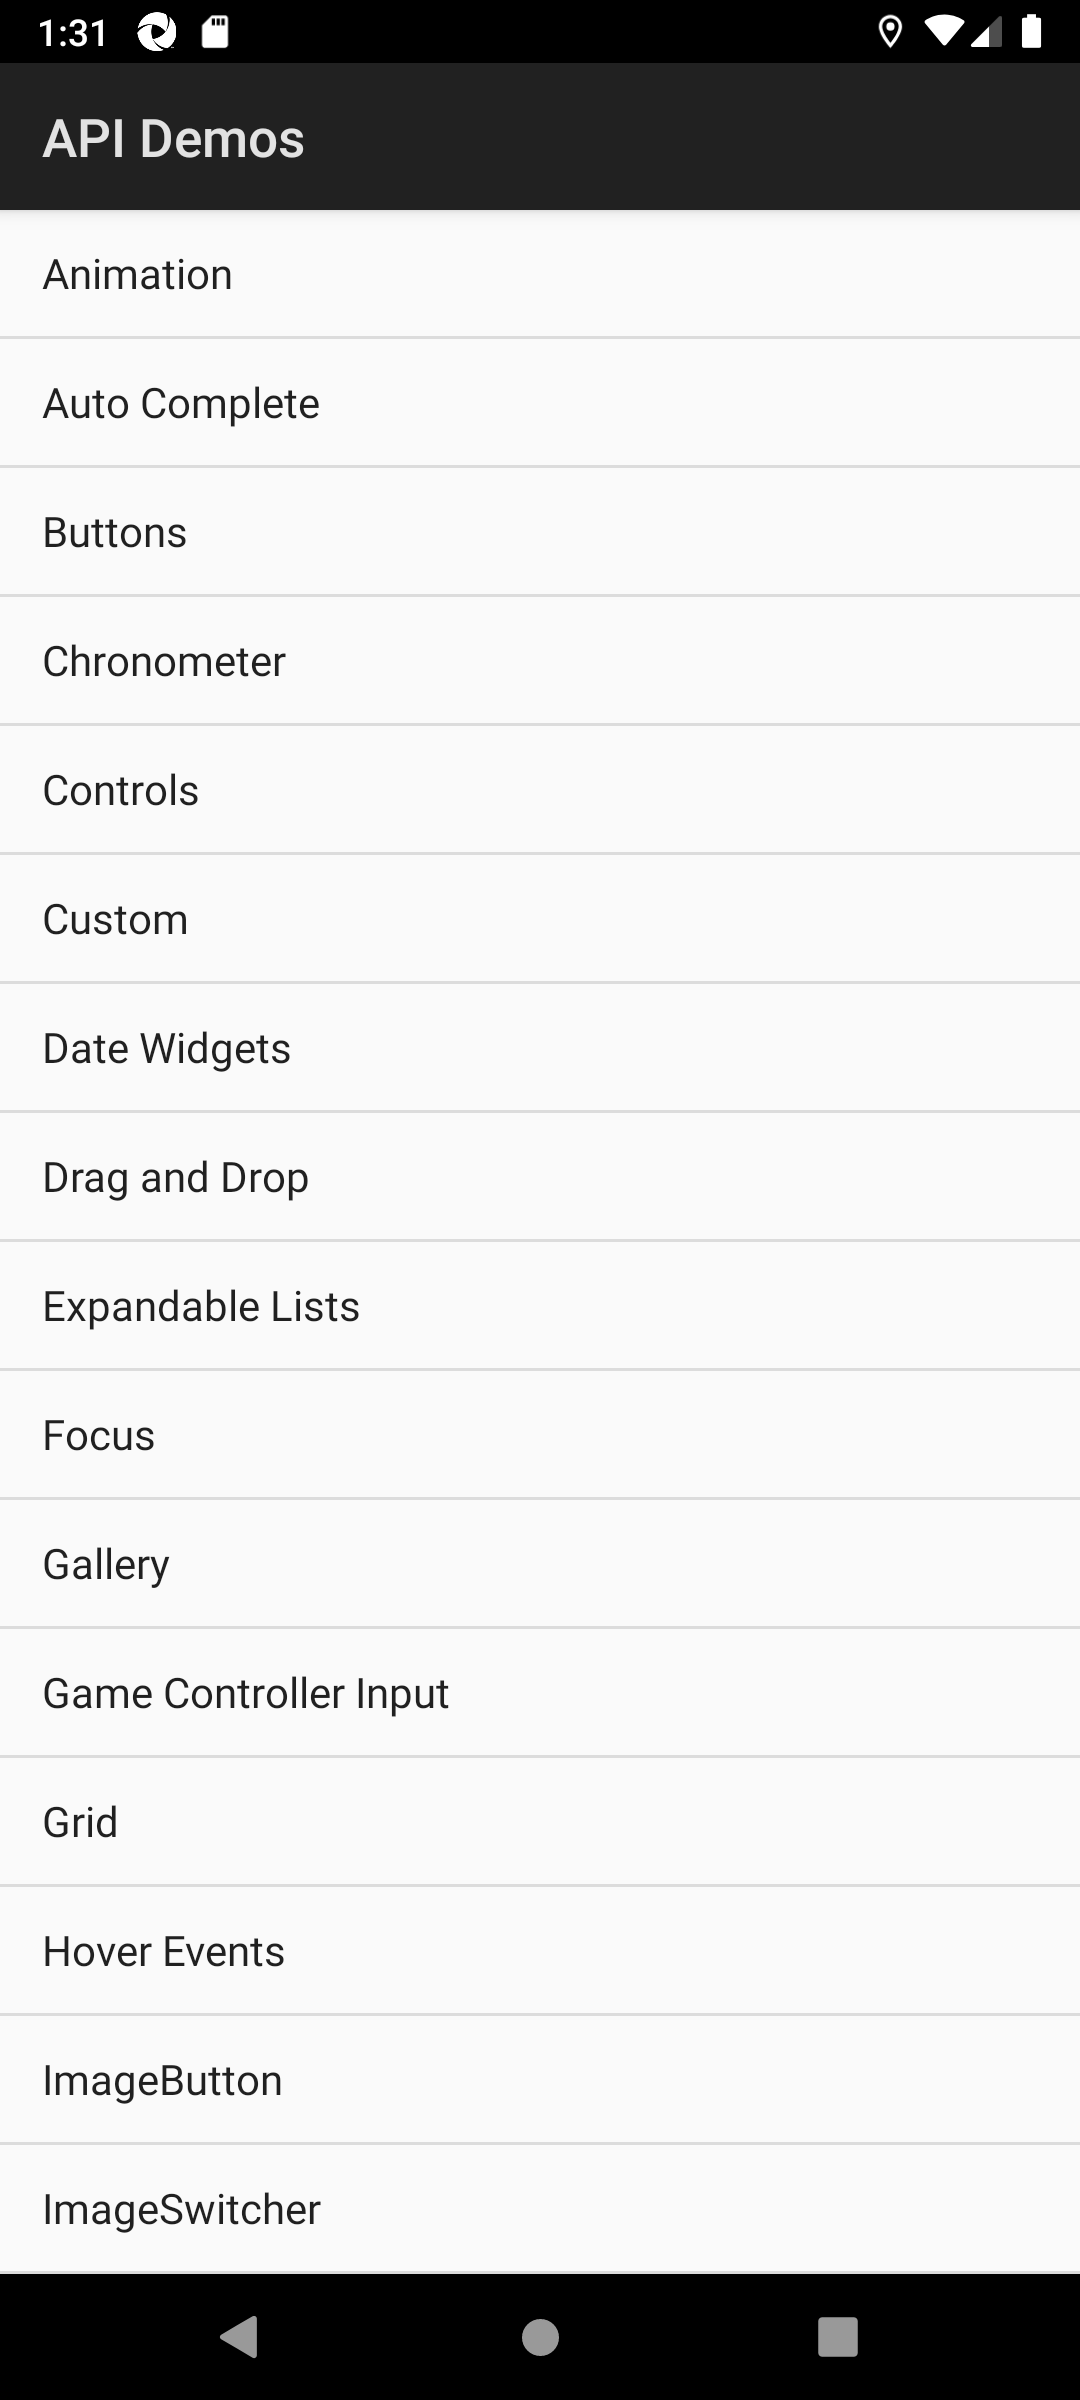 1:31
API Demos
Animation
Auto Complete
Buttons
Chronometer
Controls
Custom
Date Widgets
Drag and Drop
Expandable Lists
Focus
Gallery
Game Controller Input
Grid
Hover Events
ImageButton
ImageSwitcher